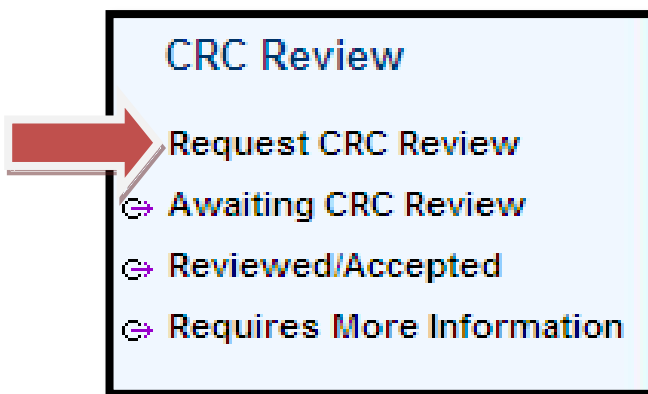 CRC Review
Request CRC Review
Awaiting CRC Review
Reviewed/Accepted
Requires More Information